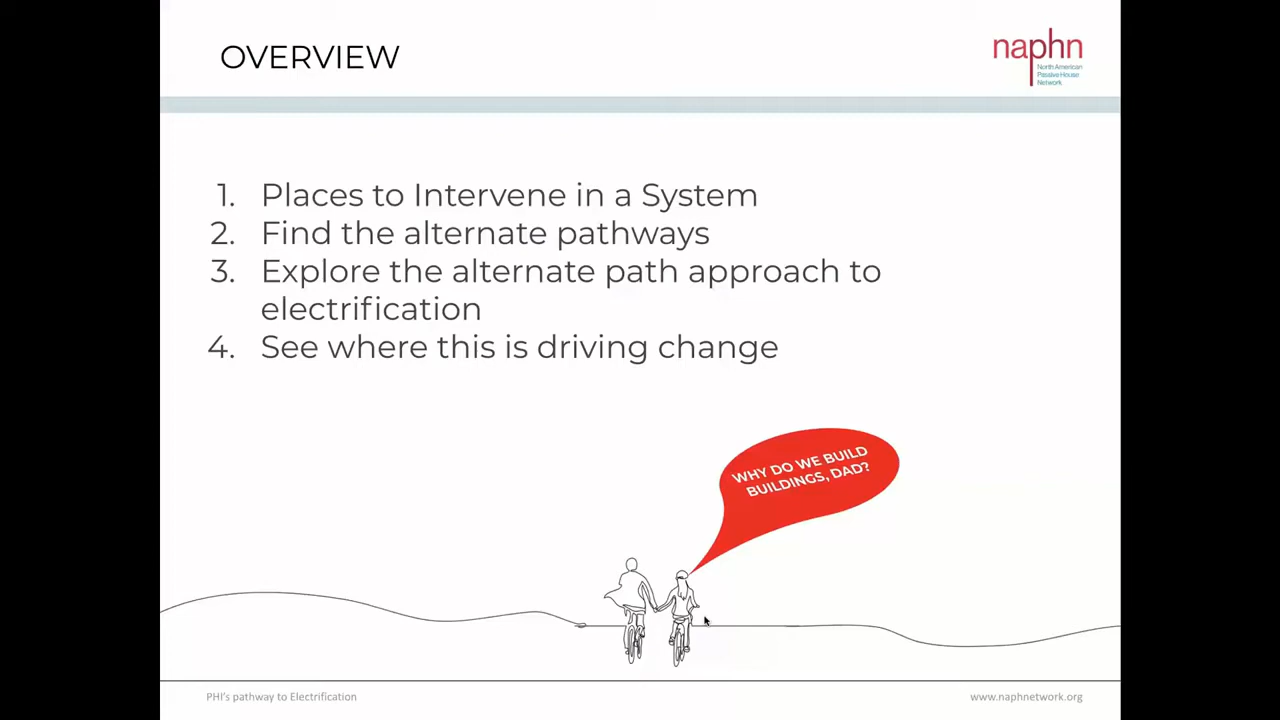 OVERVIEW
naphn
North American
Passive House
Network
1. Places to Intervene in a System
2. Find the alternate pathways
3. Explore the alternate path approach to
electrification
4. See where this is driving change
WHY DO WE BUILD
BUILDINGS, DAD?
PHI's pathway to Electrification
www.naphnetwork.org